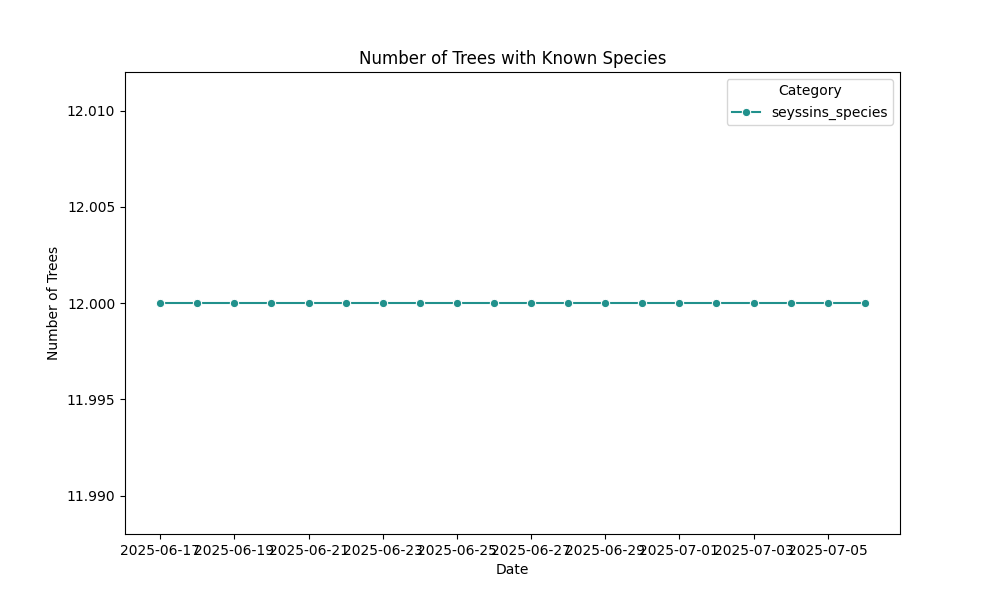 Number of Trees with Known Species
Category
seyssins_species
12.010
12.005
12.000
11.995
11.990
Number of Trees
2025-06-17 2025-06-19 2025-06-21 2025-06-23 2025-06-25 2025-06-27 2025-06-29 2025-07-01 2025-07-03 2025-07-05
Date